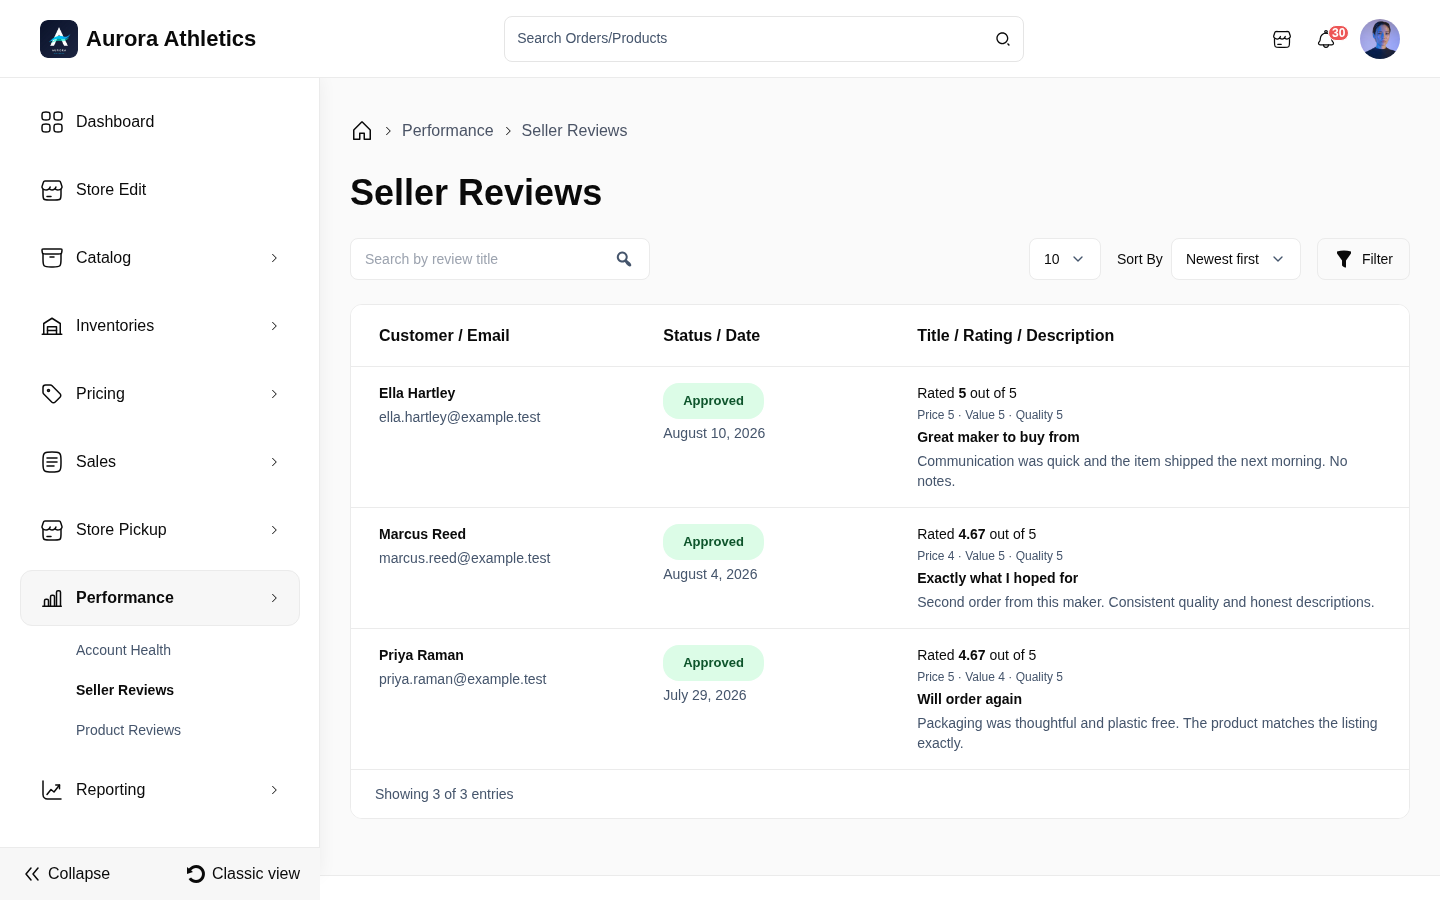 Aurora Athletics
Search Orders/Products
30
Dashboard
Store Edit
Catalog
Inventories
Pricing
Sales
Store Pickup
Performance
Account Health
Seller Reviews
Product Reviews
Reporting
Collapse
Classic view
Performance
Seller Reviews
Seller Reviews
Search by review title
10
Sort By
Newest first
Filter
Customer / Email
Status / Date
Title / Rating / Description
Ella Hartley
ella.hartley@example.test
Approved
August 10, 2026
Rated 5 out of 5
Price 5 · Value 5 · Quality 5
Great maker to buy from
Communication was quick and the item shipped the next morning. No
notes.
Marcus Reed
marcus.reed@example.test
Approved
August 4, 2026
Rated 4.67 out of 5
Price 4 · Value 5 · Quality 5
Exactly what I hoped for
Second order from this maker. Consistent quality and honest descriptions.
Priya Raman
priya.raman@example.test
Approved
July 29, 2026
Rated 4.67 out of 5
Price 5 · Value 4 · Quality 5
Will order again
Packaging was thoughtful and plastic free. The product matches the listing
exactly.
Showing 3 of 3 entries